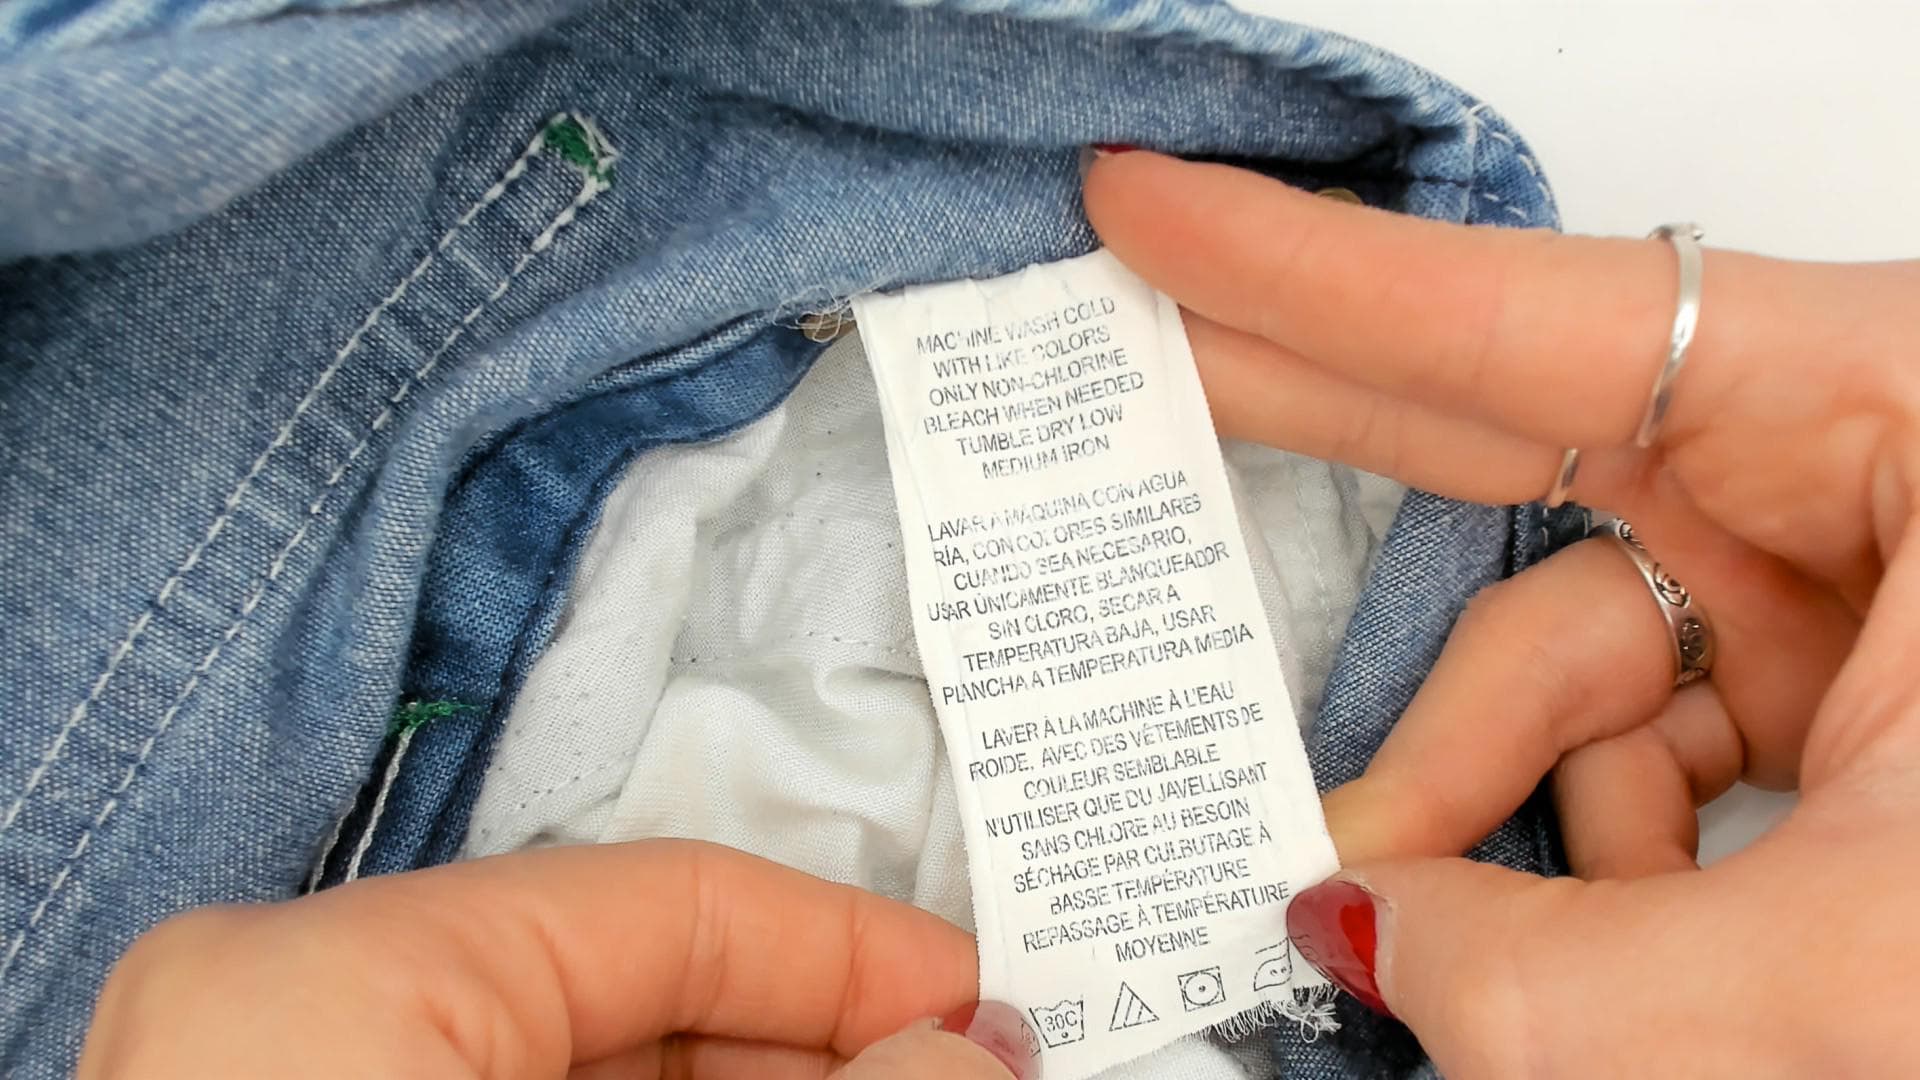 MACHINE WASH COLD
WITH LIKE COLORS
ONLY NON-CHLORINE
BLEACH WHEN NEEDED
TUMBLE DRY LOW
MEDIUM IRON
LAVAR A MAQUINA CON AGUA
RÍA, CON COLORES SIMILARES
CUANDO SEA NECESARIO,
USAR ÚNICAMENTE BLANQUEADOR
SIN CLORO, SECAR A
TEMPERATURA BAJA, USAR
PLANCHA A TEMPERATURA MEDIA
LAVER À LA MACHINE À L'EAU
FROIDE, AVEC DES VÊTEMENTS DE
COULEUR SEMBLABLE
N'UTILISER QUE DU JAVELLISANT
SANS CHLORE AU BESOIN
SÉCHAGE PAR CULBUTAGE À
BASSE TEMPÉRATURE
REPASSAGE À TEMPÉRATURE
MOYENNE
30C